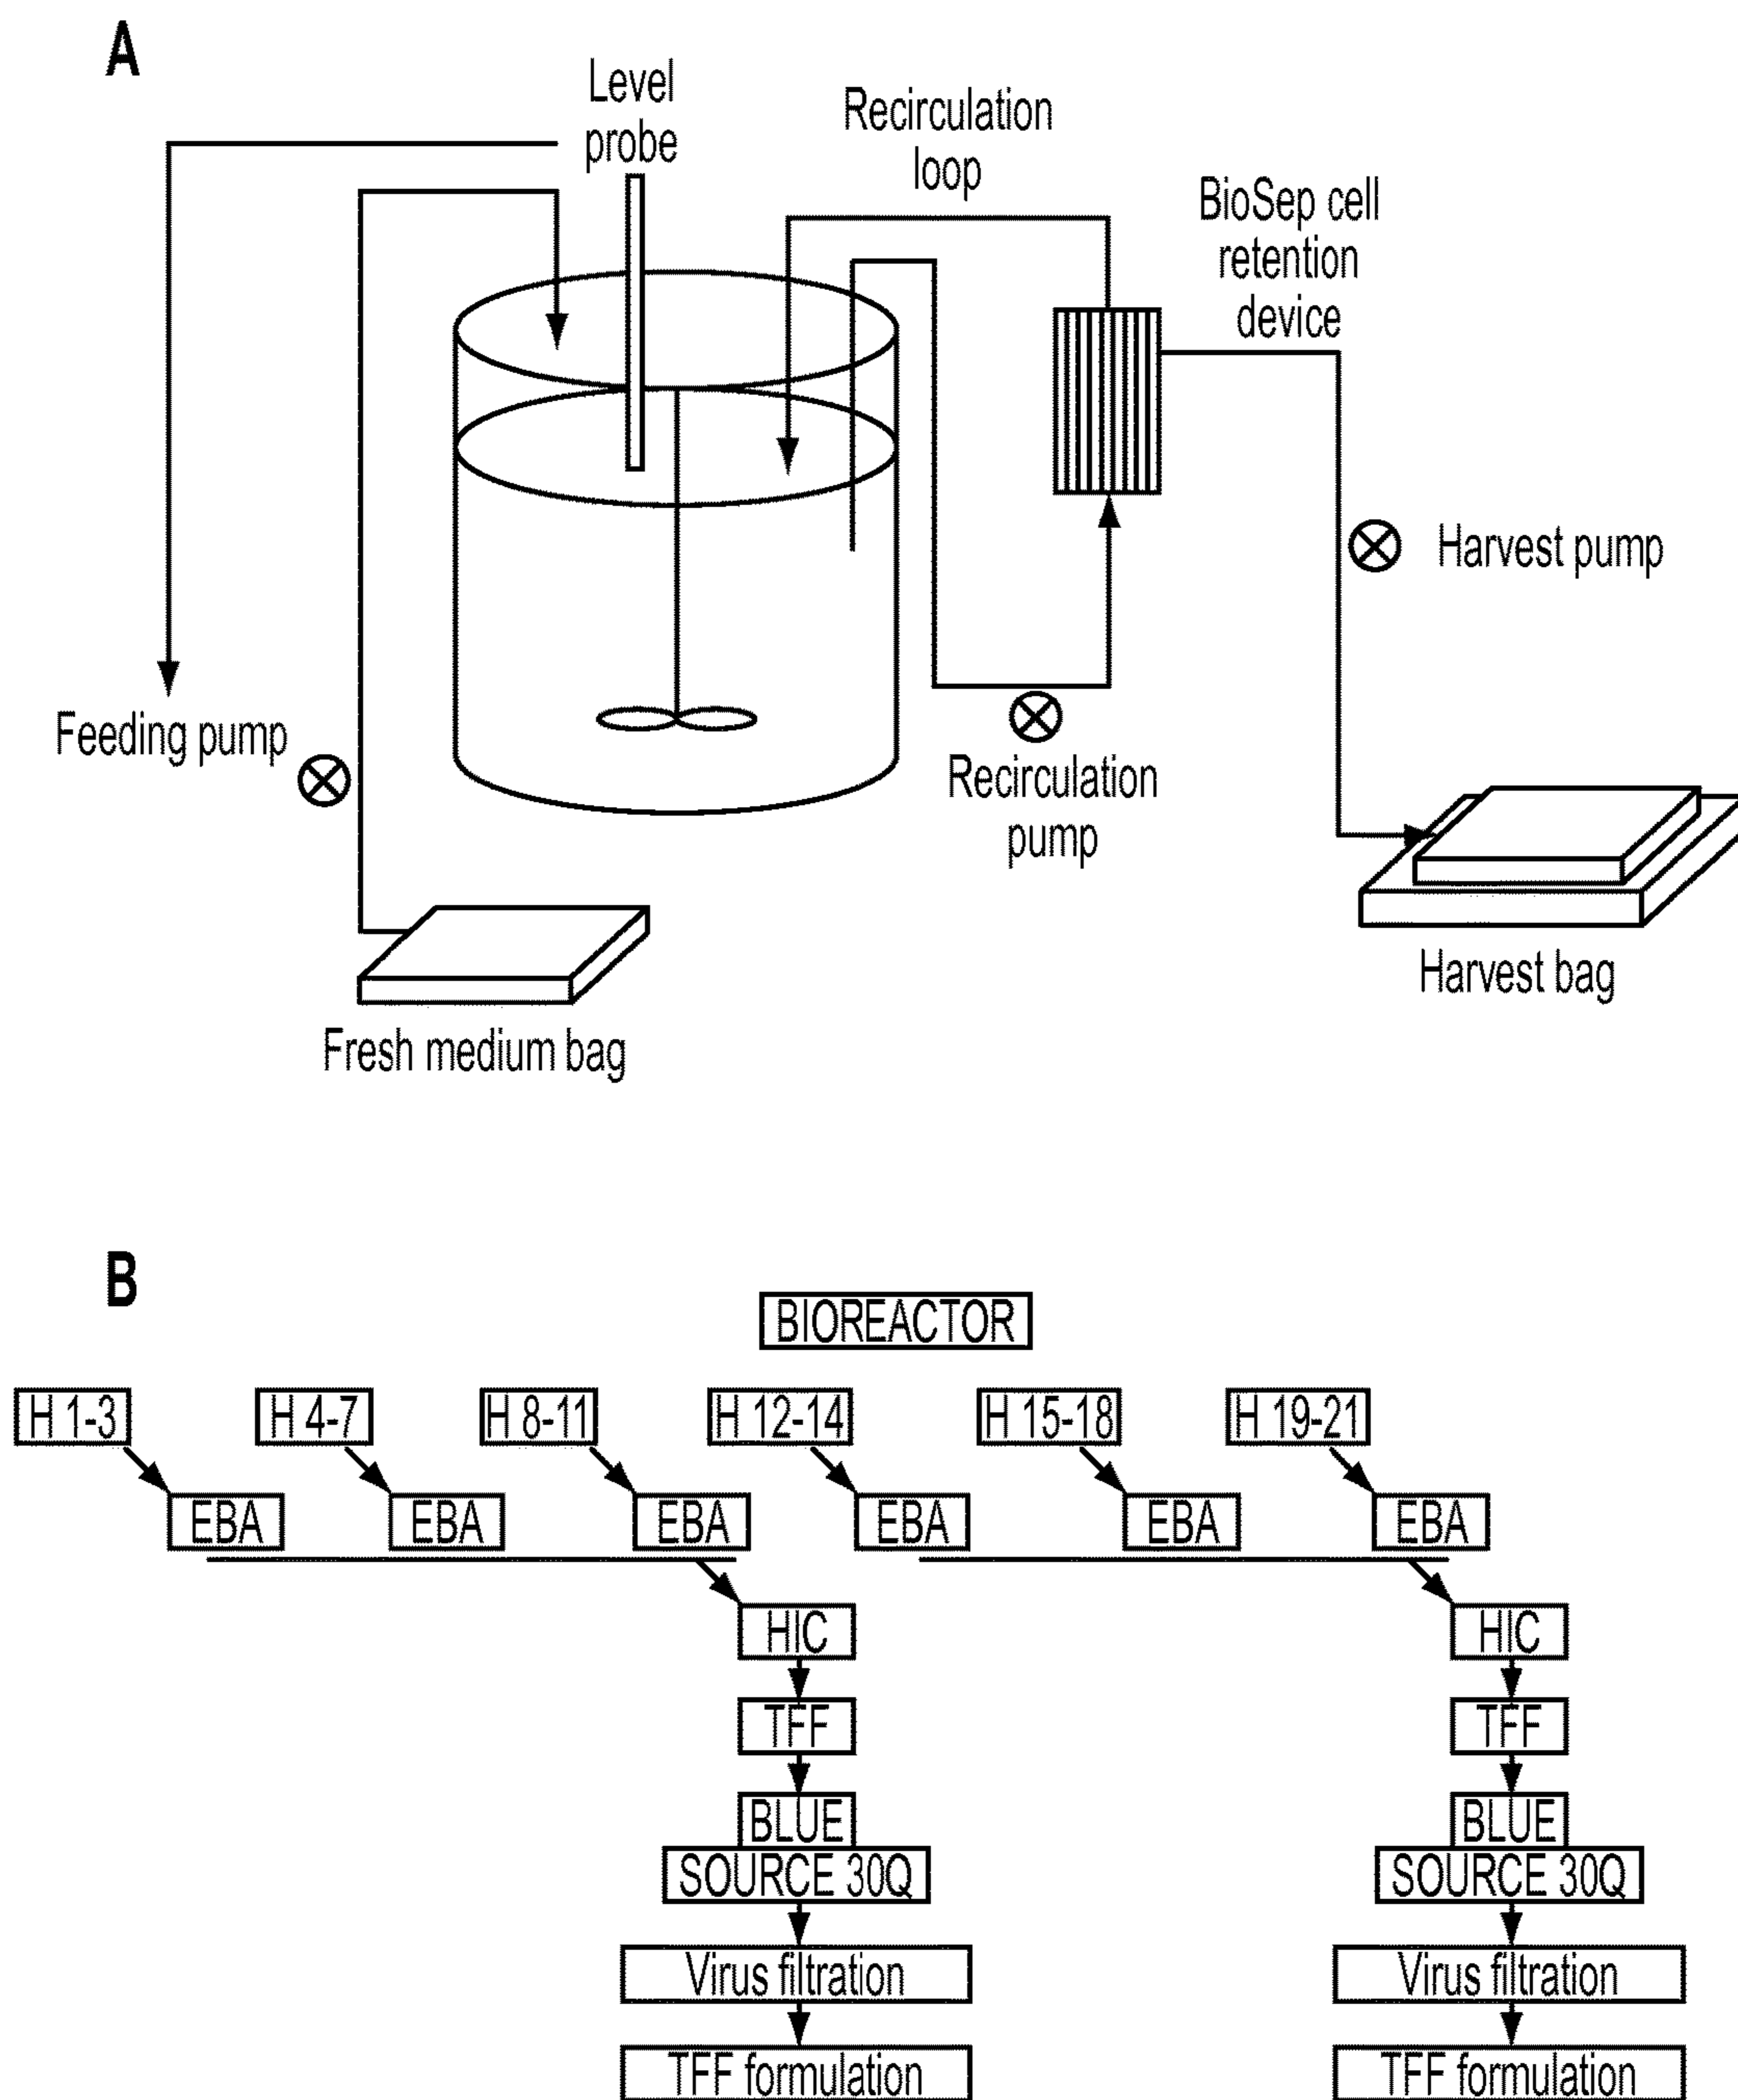 A
Level
probe
Recirculation
loop
BioSep cell
retention
device
Harvest pump
Feeding pump
Recirculation
pump
Harvest bag
Fresh medium bag
B
BIOREACTOR
H 1-3 H 4-7 H 8-11 H 12-14 H 15-18 H 19-21
EBA EBA EBA EBA EBA EBA
HIC HIC
TFF TFF
BLUE BLUE
SOURCE 30Q SOURCE 30Q
Virus filtration Virus filtration
TFF formulation TFF formulation